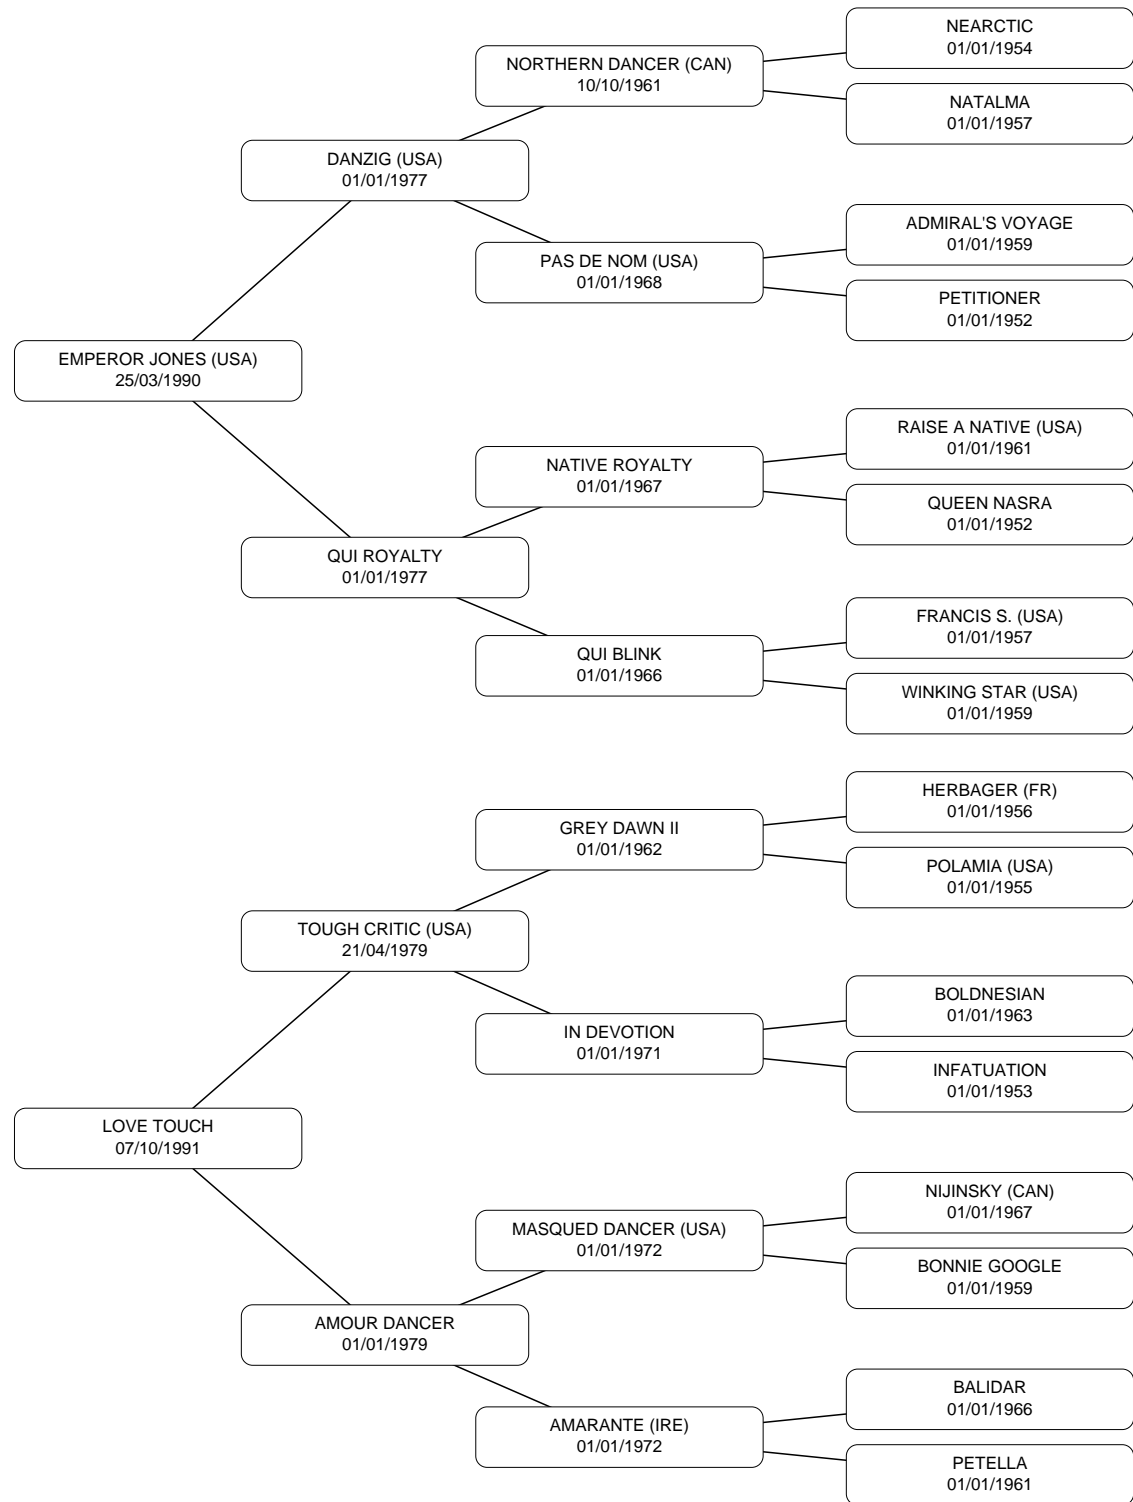 NEARCTIC
01/01/1954
NORTHERN DANCER (CAN)
10/10/1961
NATALMA
01/01/1957
DANZIG (USA)
01/01/1977
ADMIRAL'S VOYAGE
01/01/1959
PAS DE NOM (USA)
01/01/1968
PETITIONER
01/01/1952
EMPEROR JONES (USA)
25/03/1990
RAISE A NATIVE (USA)
01/01/1961
NATIVE ROYALTY
01/01/1967
QUEEN NASRA
01/01/1952
QUI ROYALTY
01/01/1977
FRANCIS S. (USA)
01/01/1957
QUI BLINK
01/01/1966
WINKING STAR (USA)
01/01/1959
HERBAGER (FR)
01/01/1956
GREY DAWN II
01/01/1962
POLAMIA (USA)
01/01/1955
TOUGH CRITIC (USA)
21/04/1979
BOLDNESIAN
01/01/1963
IN DEVOTION
01/01/1971
INFATUATION
01/01/1953
LOVE TOUCH
07/10/1991
NIJINSKY (CAN)
01/01/1967
MASQUED DANCER (USA)
01/01/1972
BONNIE GOOGLE
01/01/1959
AMOUR DANCER
01/01/1979
BALIDAR
01/01/1966
AMARANTE (IRE)
01/01/1972
PETELLA
01/01/1961